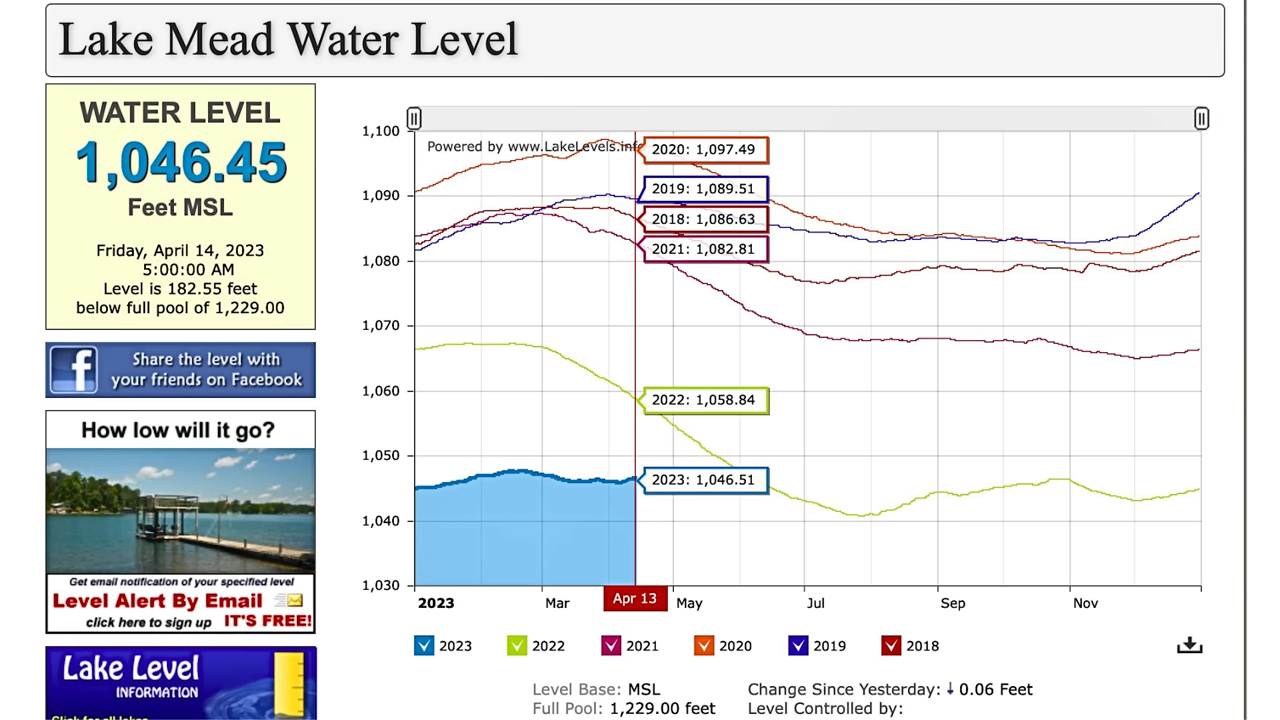 Lake Mead Water Level
WATER LEVEL
1,046.45
Feet MSL
Friday, April 14, 2023
5:00:00 AM
Level is 182.55 feet
below full pool of 1,229.00
f
Share the level with
your friends on Facebook
How low will it go?
Get email notification of your specified level
Level Alert By Email
click here to sign up IT'S FREE!
Lake Level
INFORMATION
Click for all lakes
Powered by www.LakeLevels.info
1,100
1,090
1,080
1,070
1,060
1,050
1,040
1,030
2020: 1,097.49
2019: 1,089.51
2018: 1,086.63
2021: 1,082.81
2022: 1,058.84
2023: 1,046.51
2023 Mar Apr 13 May Jul Sep Nov
2023 2022 2021 2020 2019 2018
Level Base: MSL
Full Pool: 1,229.00 feet
Change Since Yesterday: ↓ 0.06 Feet
Level Controlled by: